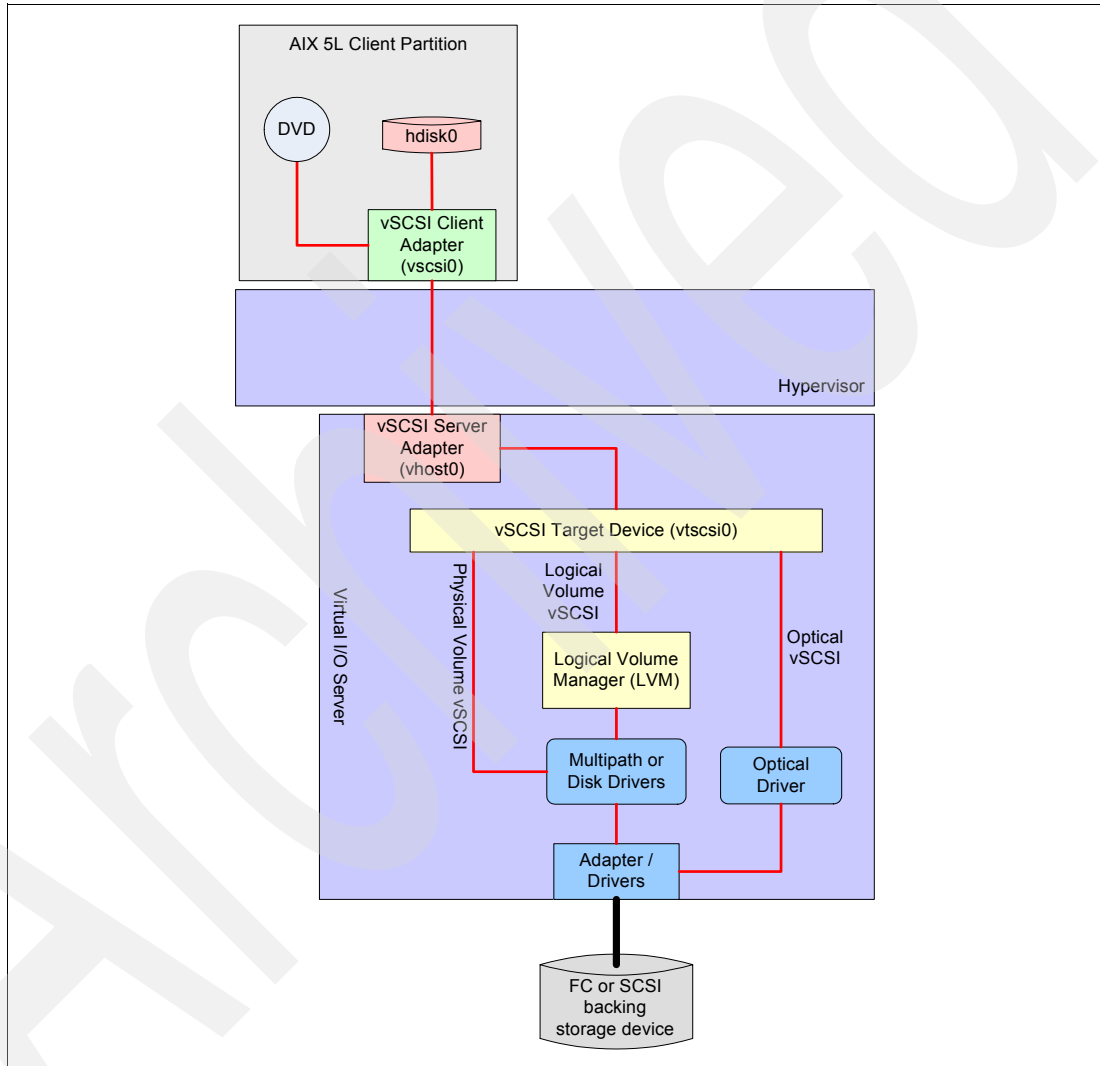 AIX 5L Client Partition
DVD
hdisk0
vSCSI Client
Adapter
(vscsi0)
Hypervisor
vSCSI Server
Adapter
(vhost0)
vSCSI Target Device (vtscsi0)
Physical Volume vSCSI
Logical
Volume
vSCSI
Optical
vSCSI
Virtual I/O Server
Logical Volume
Manager (LVM)
Multipath or
Disk Drivers
Optical
Driver
Adapter /
Drivers
FC or SCSI
backing
storage device
Archived